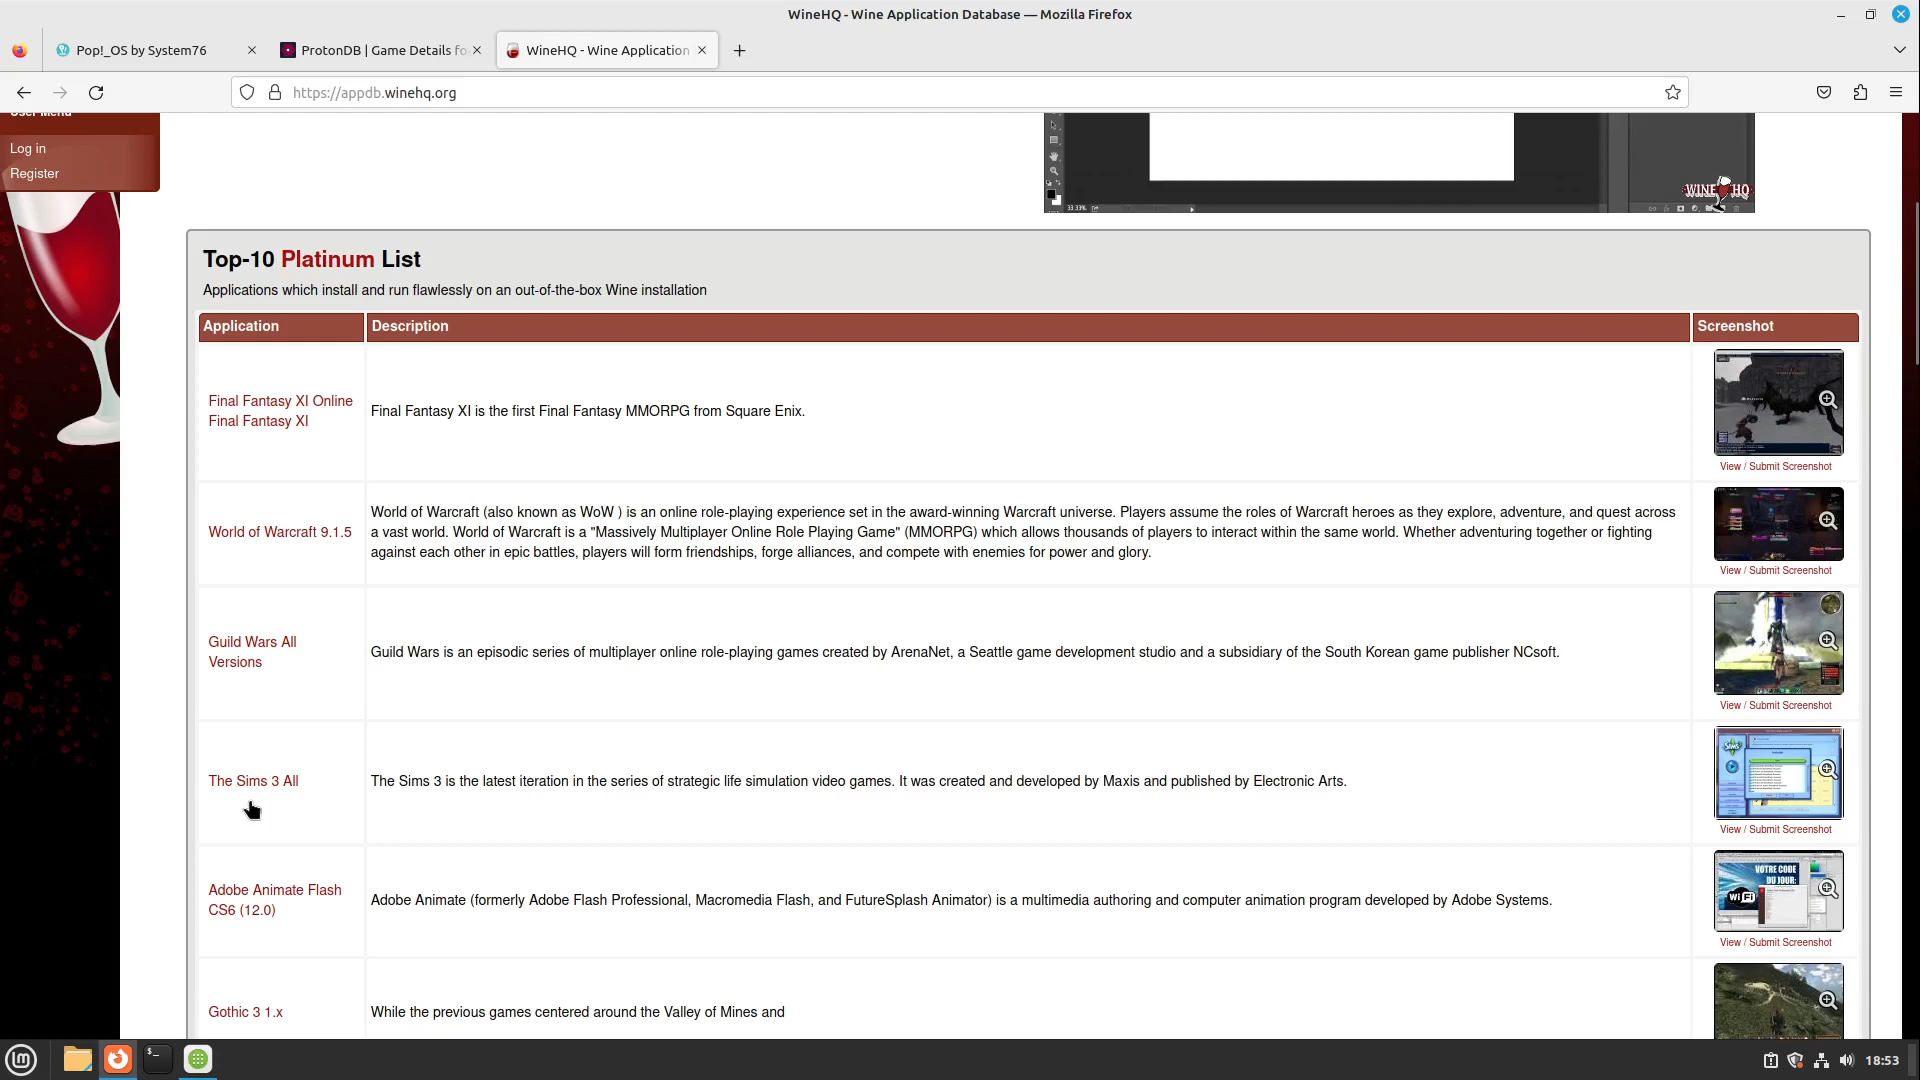 WineHQ - Wine Application Database — Mozilla Firefox
Pop!_OS by System76
ProtonDB | Game Details fo
WineHQ - Wine Application
https://appdb.winehq.org
User Menu
Log in
Register
33.33%
WINE HQ
Top-10 Platinum List
Applications which install and run flawlessly on an out-of-the-box Wine installation
Application Description Screenshot
Final Fantasy XI Online
Final Fantasy XI
Final Fantasy XI is the first Final Fantasy MMORPG from Square Enix.
View / Submit Screenshot
World of Warcraft 9.1.5
World of Warcraft (also known as WoW ) is an online role-playing experience set in the award-winning Warcraft universe. Players assume the roles of Warcraft heroes as they explore, adventure, and quest across
a vast world. World of Warcraft is a "Massively Multiplayer Online Role Playing Game" (MMORPG) which allows thousands of players to interact within the same world. Whether adventuring together or fighting
against each other in epic battles, players will form friendships, forge alliances, and compete with enemies for power and glory.
View / Submit Screenshot
Guild Wars All
Versions
Guild Wars is an episodic series of multiplayer online role-playing games created by ArenaNet, a Seattle game development studio and a subsidiary of the South Korean game publisher NCsoft.
View / Submit Screenshot
The Sims 3 All
The Sims 3 is the latest iteration in the series of strategic life simulation video games. It was created and developed by Maxis and published by Electronic Arts.
View / Submit Screenshot
Adobe Animate Flash
CS6 (12.0)
Adobe Animate (formerly Adobe Flash Professional, Macromedia Flash, and FutureSplash Animator) is a multimedia authoring and computer animation program developed by Adobe Systems.
VOTRE CODE
DU JOUR:
WiFi
View / Submit Screenshot
Gothic 3 1.x
While the previous games centered around the Valley of Mines and
18:53